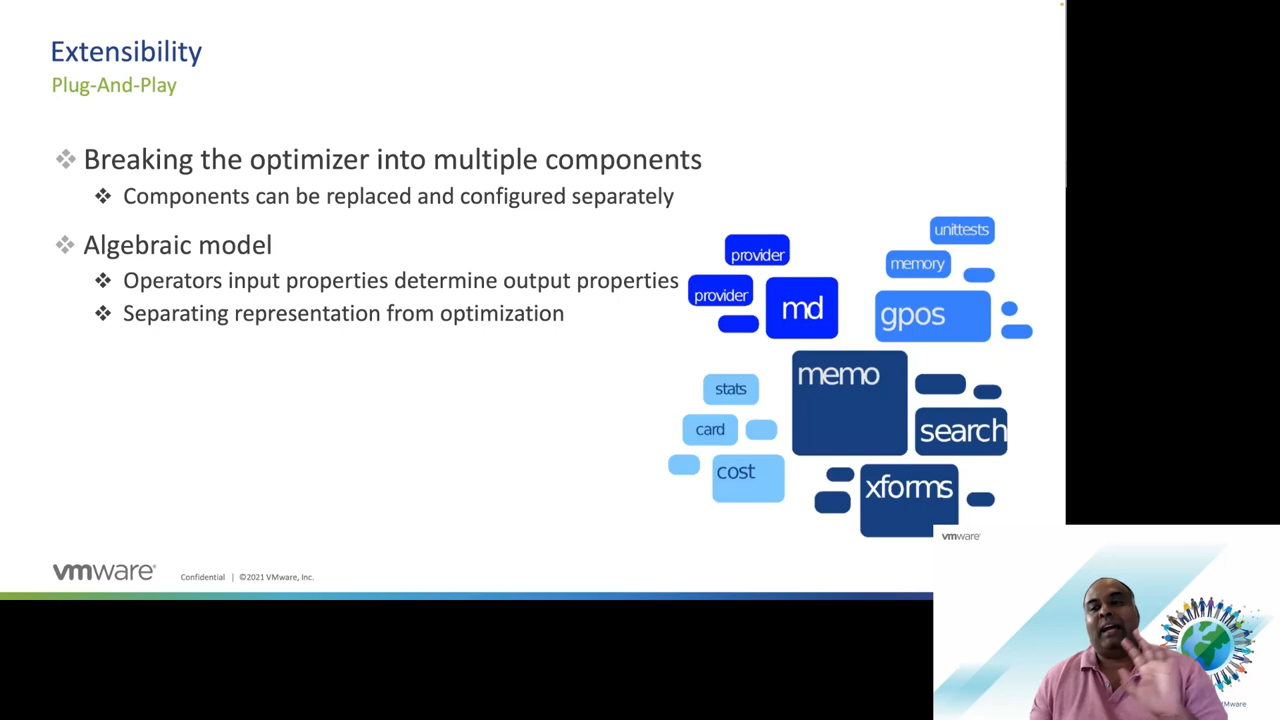 Extensibility
Plug-And-Play
Breaking the optimizer into multiple components
Components can be replaced and configured separately
Algebraic model
Operators input properties determine output properties
Separating representation from optimization
unittests
provider
memory
provider
md
gpos
memo
stats
card
search
cost
xforms
vmware®
Confidential | ©2021 VMware, Inc.
vmware®
VMware